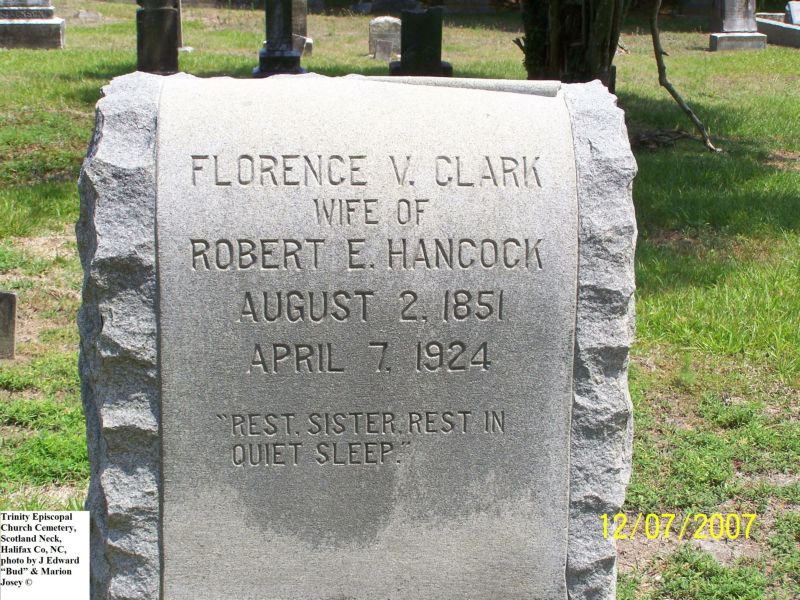 FLORENCE V. CLARK
WIFE OF
ROBERT E. HANCOCK
AUGUST 2, 1851
APRIL 7, 1924
"REST, SISTER, REST IN
QUIET SLEEP."
12/07/2007
Trinity Episcopal
Church Cemetery,
Scotland Neck,
Halifax Co, NC,
photo by J Edward
“Bud” & Marion
Josey ©